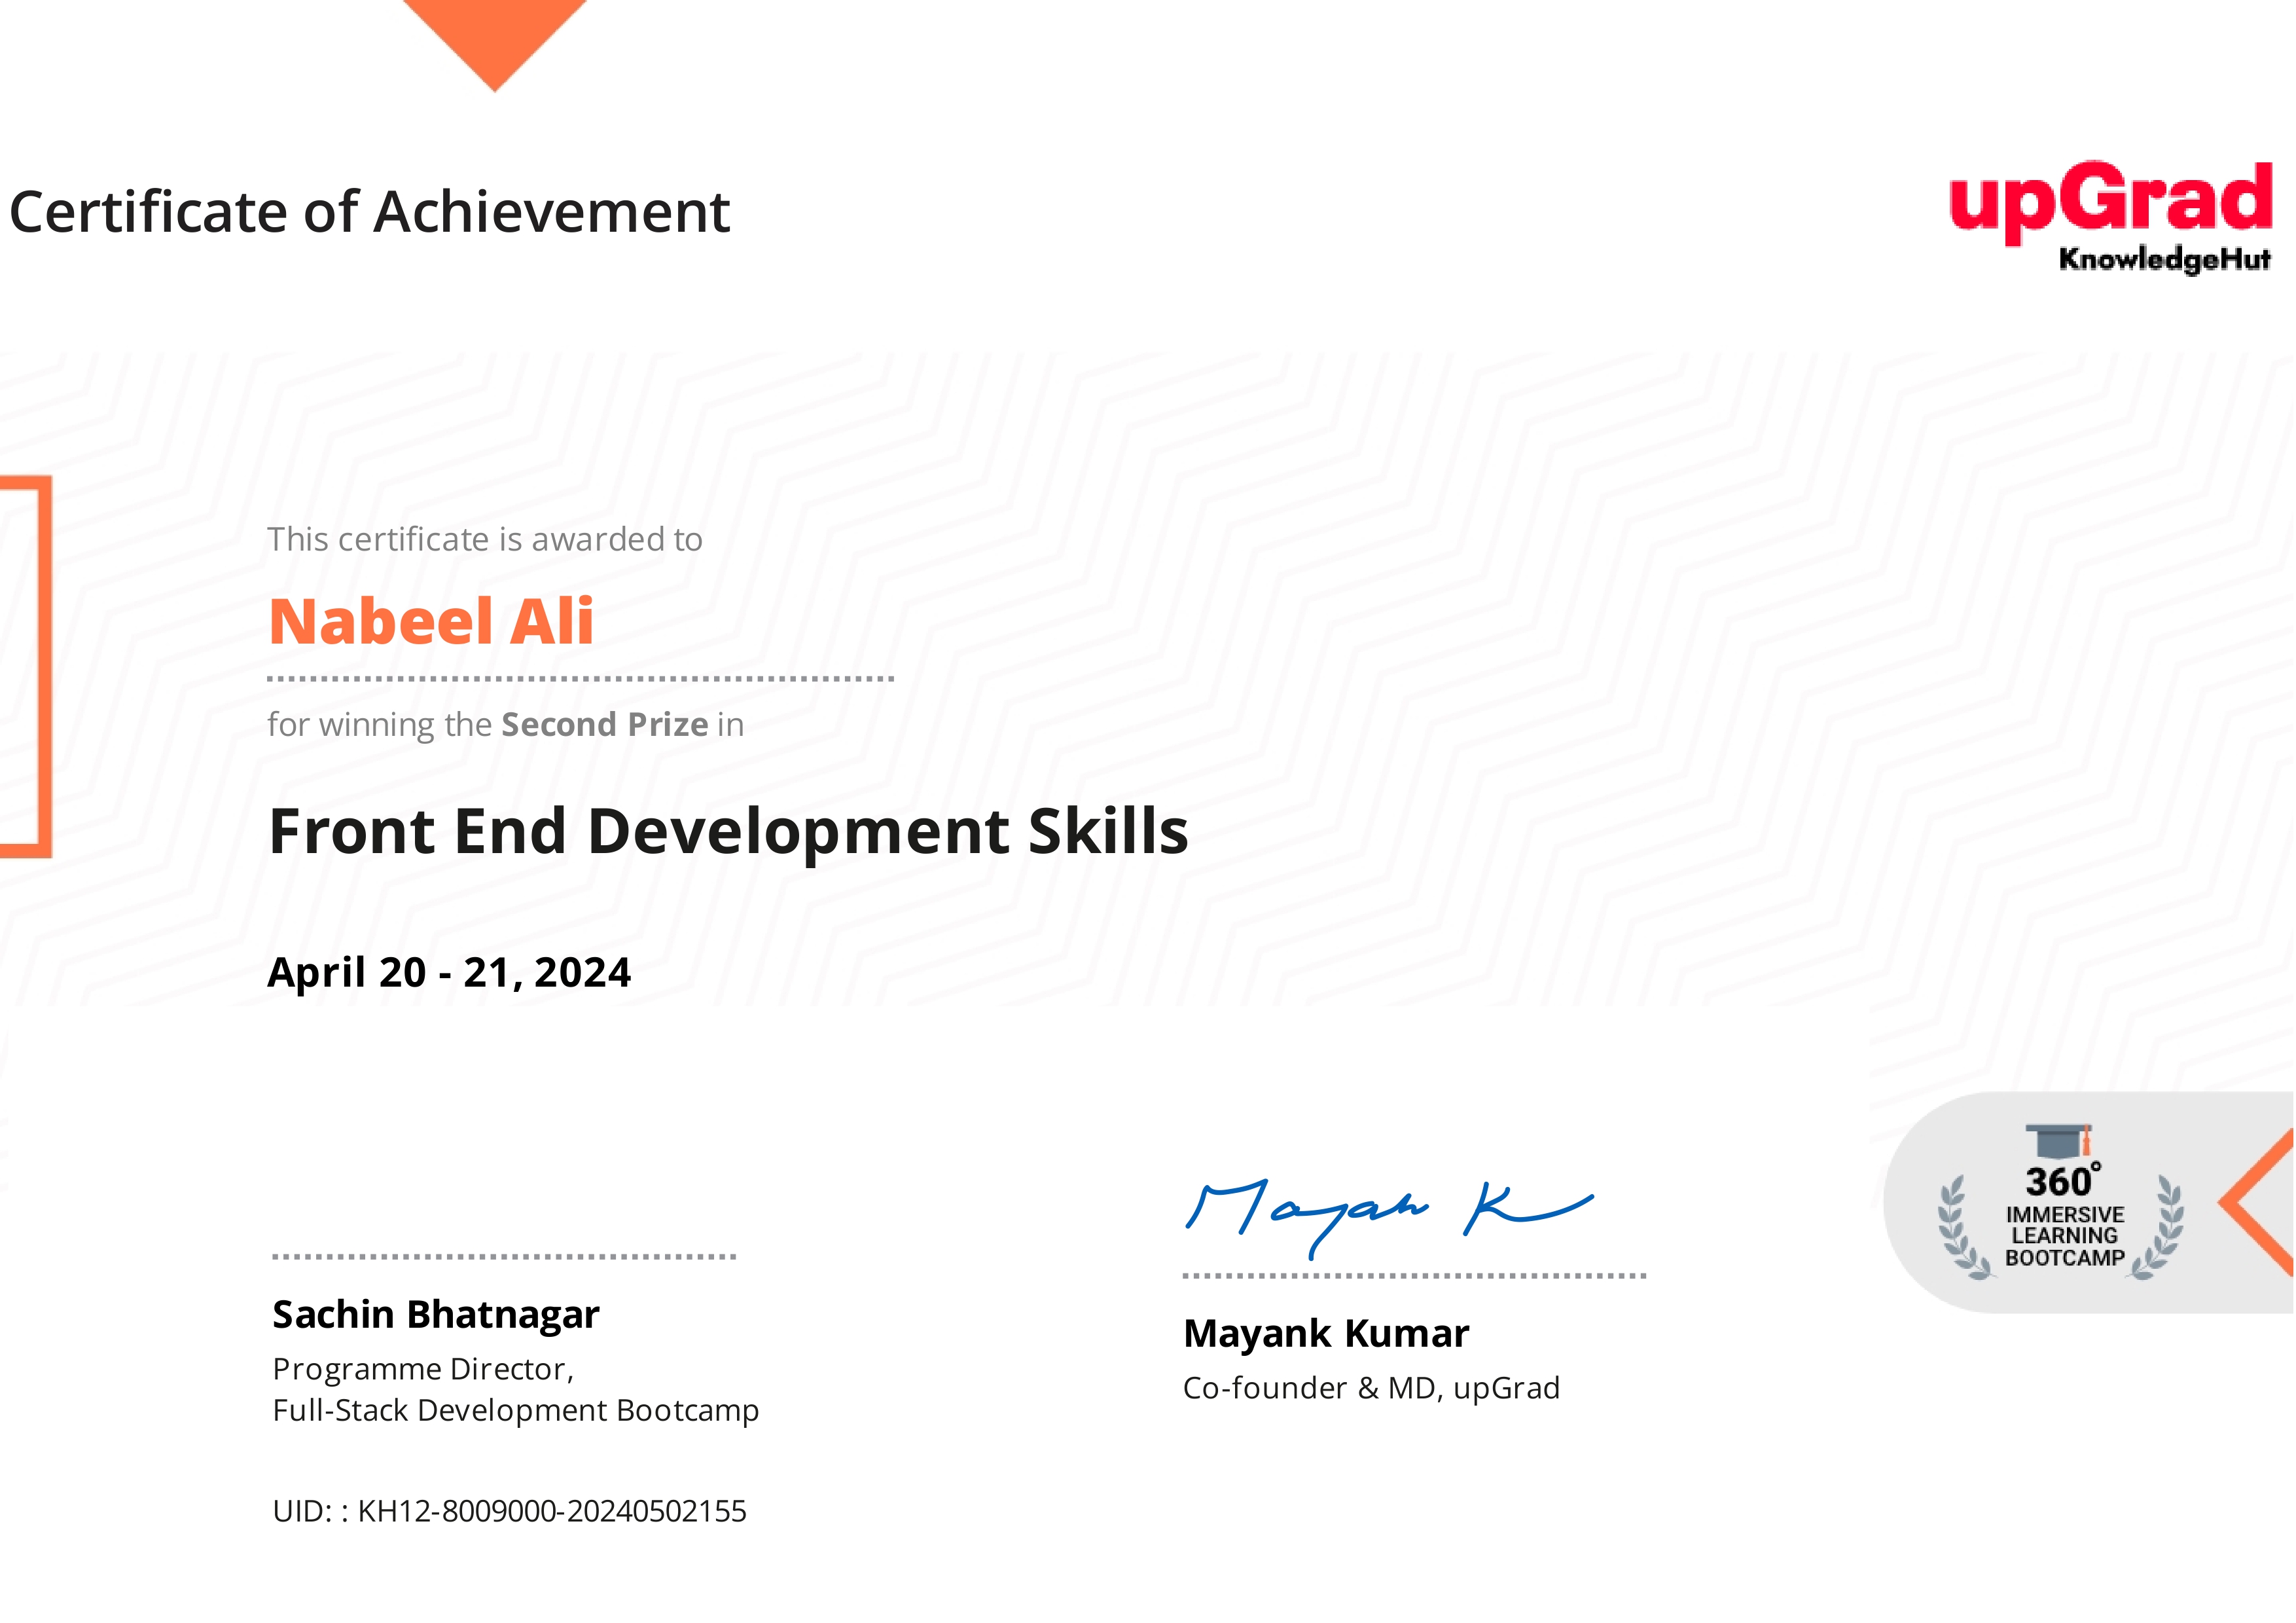 Certificate of Achievement
upGrad
KnowledgeHut
This certificate is awarded to
Nabeel Ali
for winning the Second Prize in
Front End Development Skills
April 20 - 21, 2024
Mayank K
360°
IMMERSIVE
LEARNING
BOOTCAMP
Sachin Bhatnagar
Programme Director,
Full-Stack Development Bootcamp
Mayank Kumar
Co-founder & MD, upGrad
UID: : KH12-8009000-20240502155